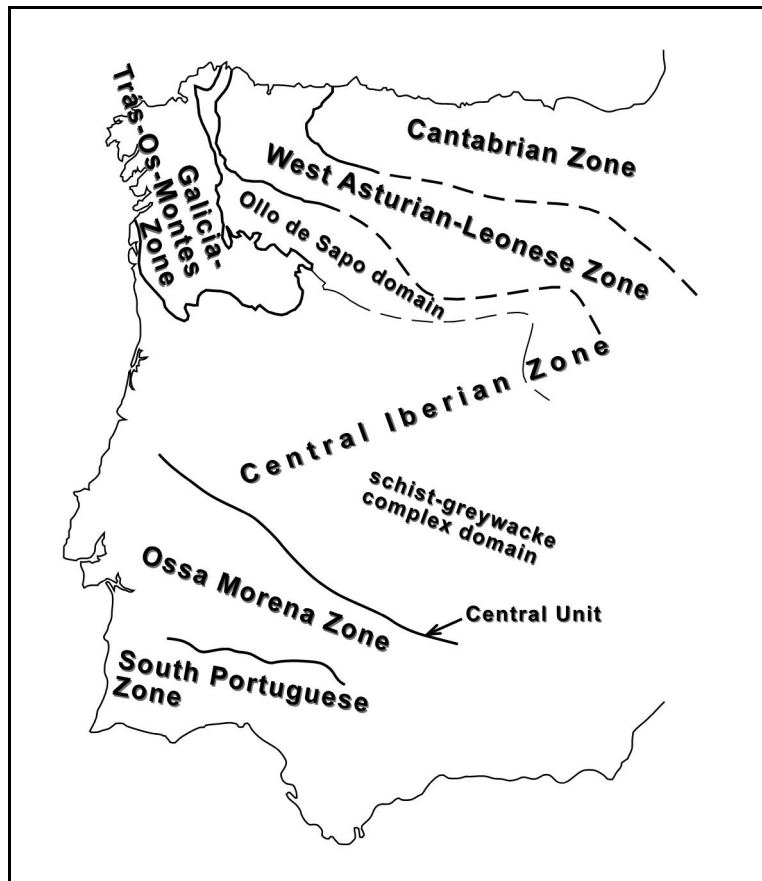 Cantabrian Zone
West Asturian-Leonese Zone
Ollo de Sapo domain
Galicia-
Trás-Os-Montes
Zone
Central Iberian Zone
schist-greywacke
complex domain
Ossa Morena Zone
Central Unit
South Portuguese
Zone